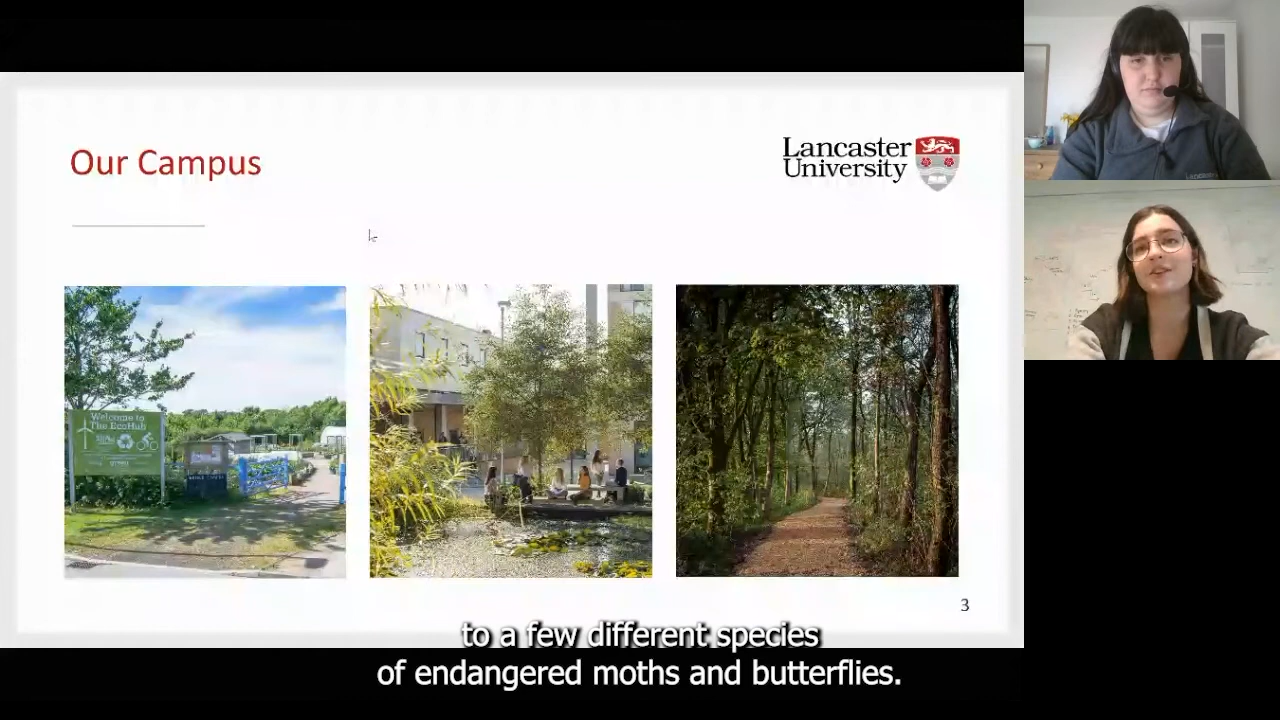 Our Campus
Lancaster
University
Welcome to
The EcoHub
3
to a few different species
of endangered moths and butterflies.